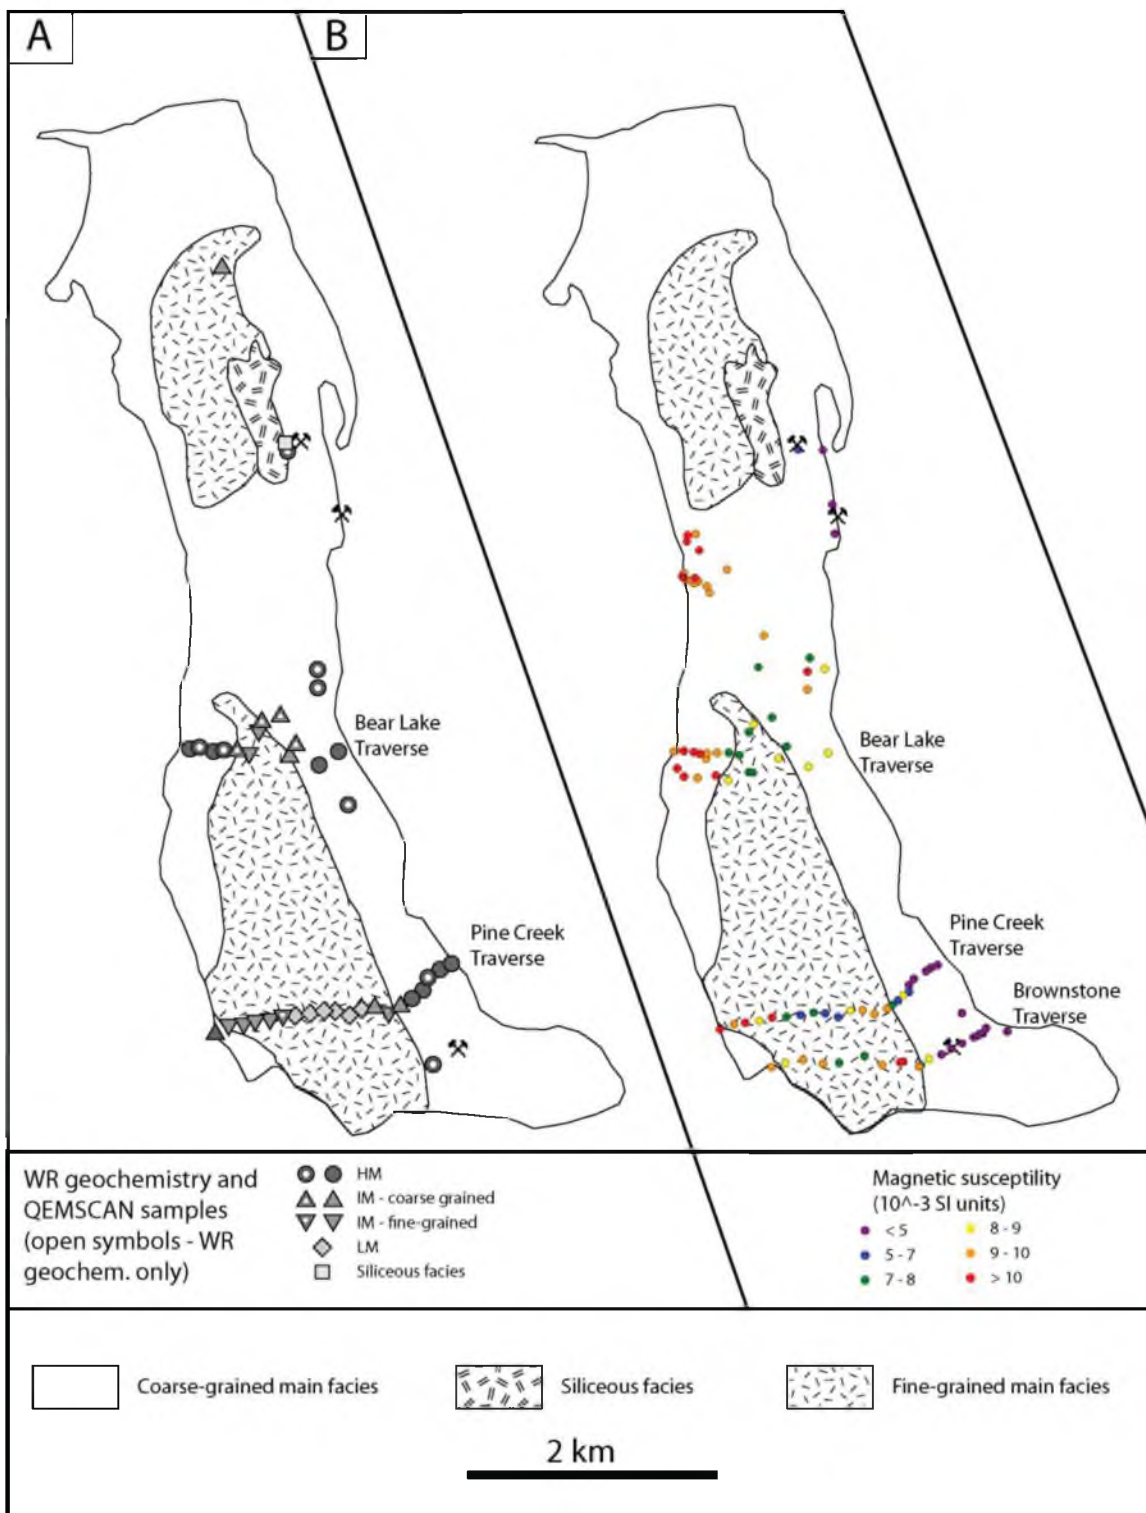 A
B
Bear Lake
Traverse
Pine Creek
Traverse
Bear Lake
Traverse
Pine Creek
Traverse
Brownstone
Traverse
WR geochemistry and
QEMSCAN samples
(open symbols - WR
geochem. only)
HM
IM - coarse grained
IM - fine-grained
LM
Siliceous facies
Magnetic susceptility
(10^-3 SI units)
< 5
5 - 7
7 - 8
8 - 9
9 - 10
> 10
Coarse-grained main facies
Siliceous facies
Fine-grained main facies
2 km